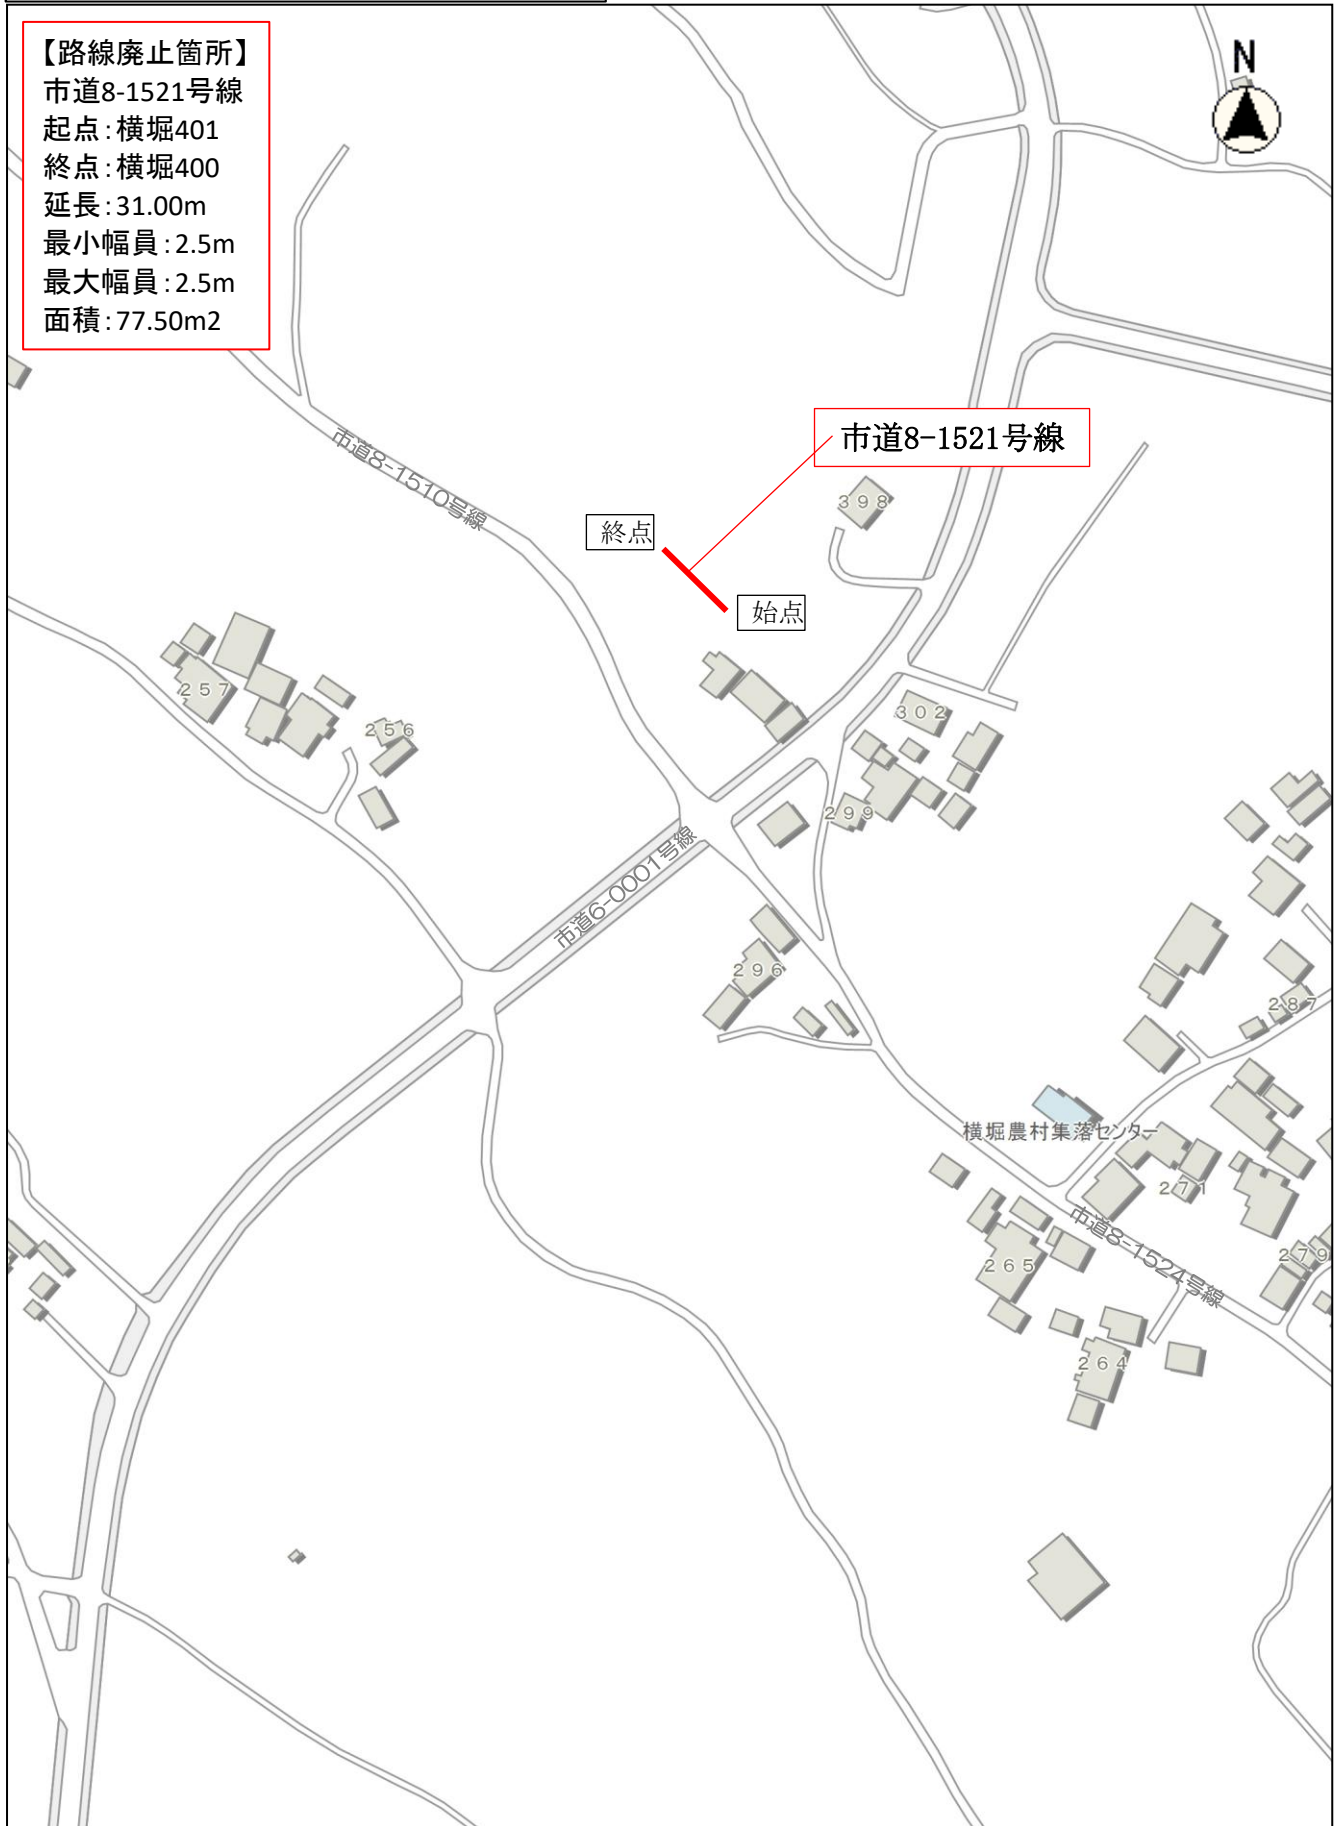 【路線廃止箇所】
市道8-1521号線
起点:横堀401
終点:横堀400
延長:31.00m
最小幅員:2.5m
最大幅員:2.5m
面積:77.50m2
N
市道8-1521号線
市道8-1510号線
398
終点
始点
257
256
302
299
市道6-0001号線
296
287
横堀農村集落センター
271
市道8-1524号線
265
279
264